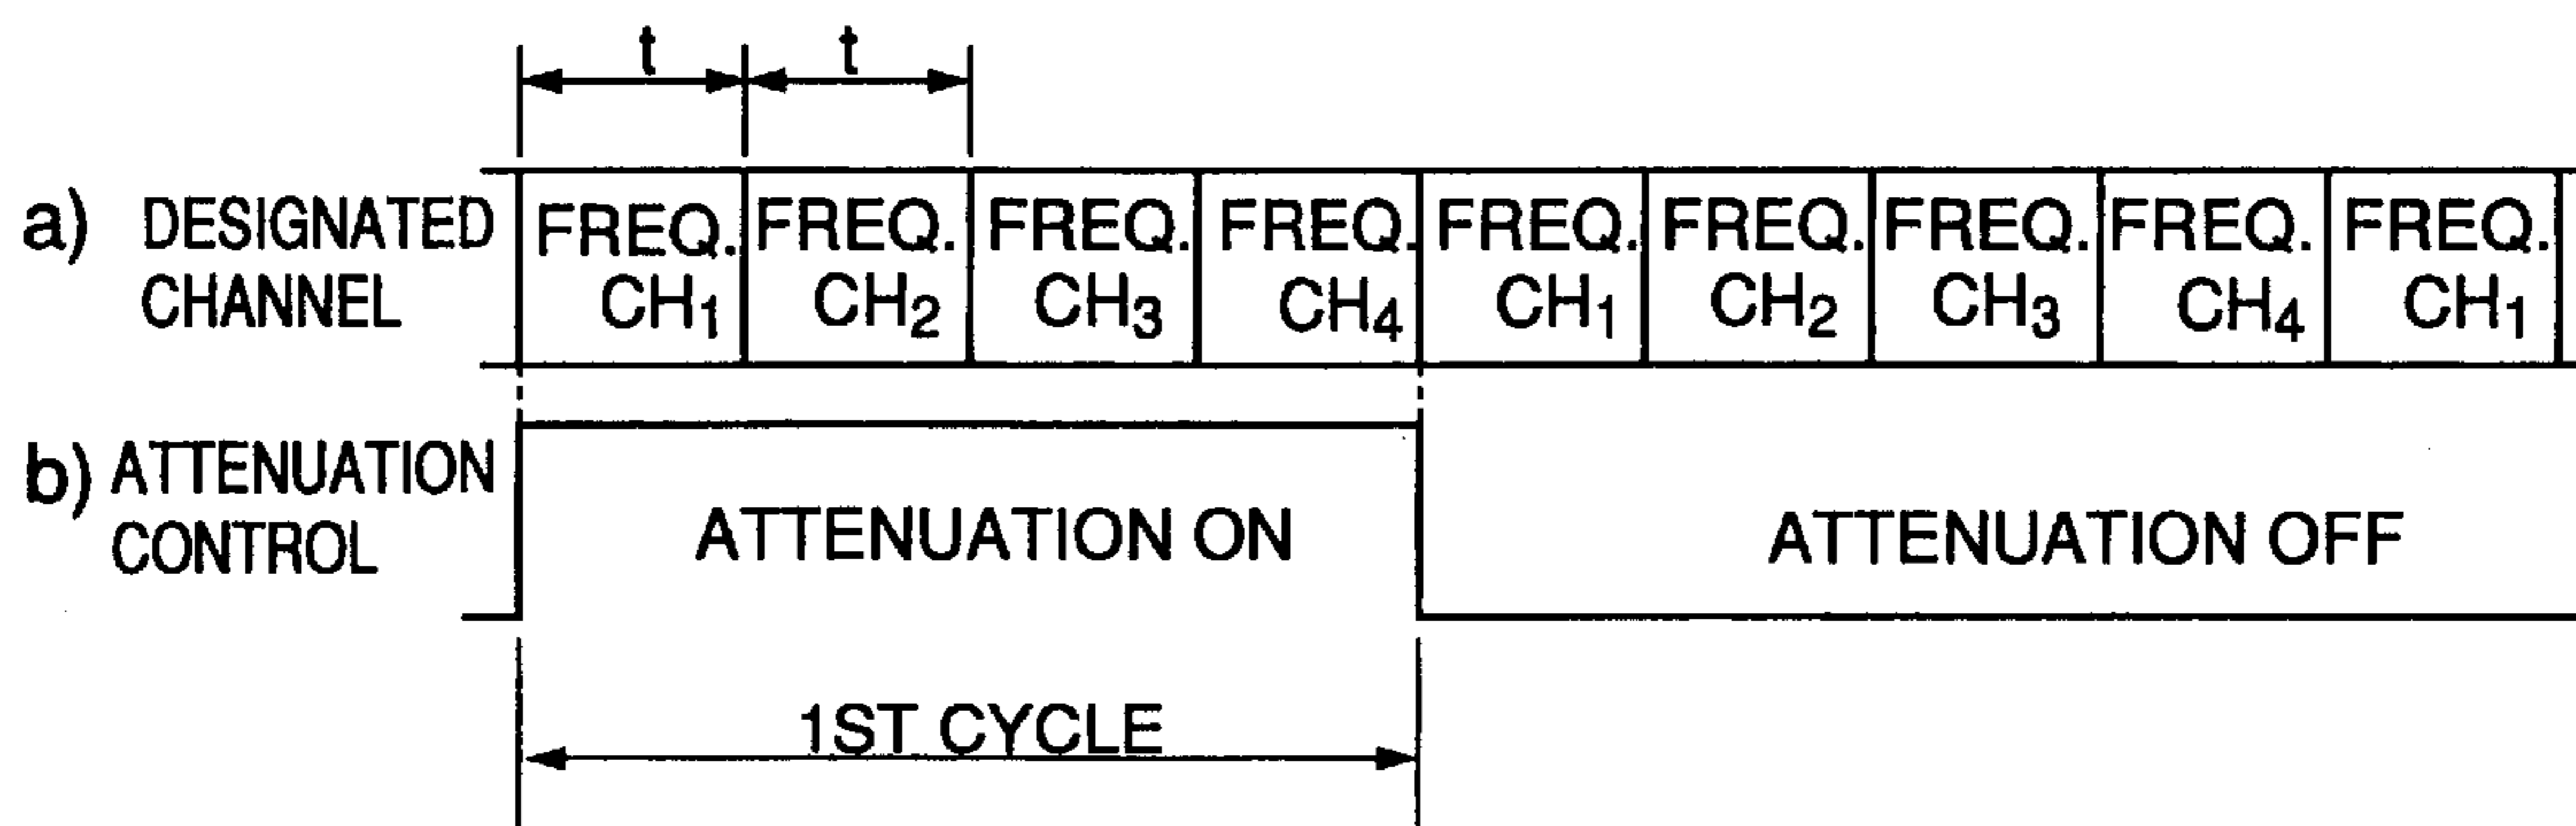 t t
a) DESIGNATED CHANNEL
FREQ. CH1 FREQ. CH2 FREQ. CH3 FREQ. CH4 FREQ. CH1 FREQ. CH2 FREQ. CH3 FREQ. CH4 FREQ. CH1
b) ATTENUATION CONTROL
ATTENUATION ON ATTENUATION OFF
1ST CYCLE